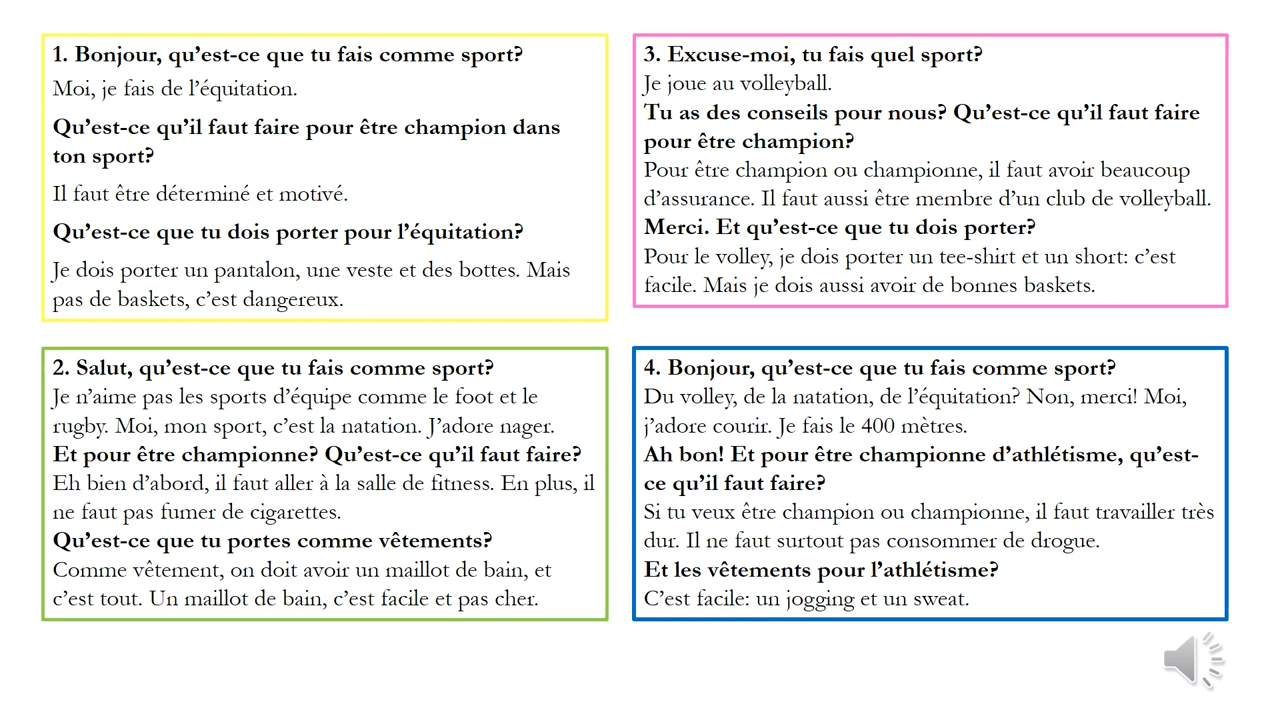 1. Bonjour, qu’est-ce que tu fais comme sport?
Moi, je fais de l’équitation.
Qu’est-ce qu’il faut faire pour être champion dans
ton sport?
Il faut être déterminé et motivé.
Qu’est-ce que tu dois porter pour l’équitation?
Je dois porter un pantalon, une veste et des bottes. Mais
pas de baskets, c’est dangereux.
2. Salut, qu’est-ce que tu fais comme sport?
Je n’aime pas les sports d’équipe comme le foot et le
rugby. Moi, mon sport, c’est la natation. J’adore nager.
Et pour être championne? Qu’est-ce qu’il faut faire?
Eh bien d’abord, il faut aller à la salle de fitness. En plus, il
ne faut pas fumer de cigarettes.
Qu’est-ce que tu portes comme vêtements?
Comme vêtement, on doit avoir un maillot de bain, et
c’est tout. Un maillot de bain, c’est facile et pas cher.
3. Excuse-moi, tu fais quel sport?
Je joue au volleyball.
Tu as des conseils pour nous? Qu’est-ce qu’il faut faire
pour être champion?
Pour être champion ou championne, il faut avoir beaucoup
d’assurance. Il faut aussi être membre d’un club de volleyball.
Merci. Et qu’est-ce que tu dois porter?
Pour le volley, je dois porter un tee-shirt et un short: c’est
facile. Mais je dois aussi avoir de bonnes baskets.
4. Bonjour, qu’est-ce que tu fais comme sport?
Du volley, de la natation, de l’équitation? Non, merci! Moi,
j’adore courir. Je fais le 400 mètres.
Ah bon! Et pour être championne d’athlétisme, qu’est-
ce qu’il faut faire?
Si tu veux être champion ou championne, il faut travailler très
dur. Il ne faut surtout pas consommer de drogue.
Et les vêtements pour l’athlétisme?
C’est facile: un jogging et un sweat.